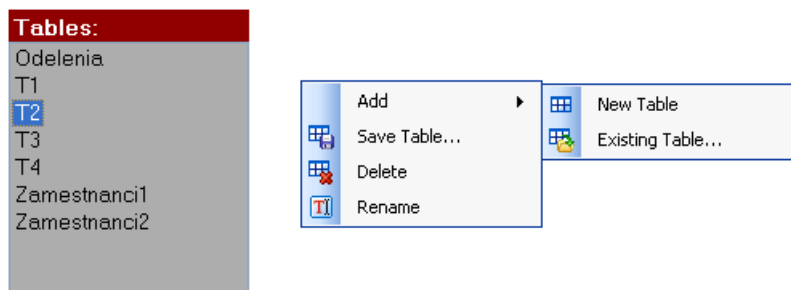 Tables:
Odelenia
T1
T2
T3
T4
Zamestnanci1
Zamestnanci2
Add
Save Table...
Delete
Rename
New Table
Existing Table...